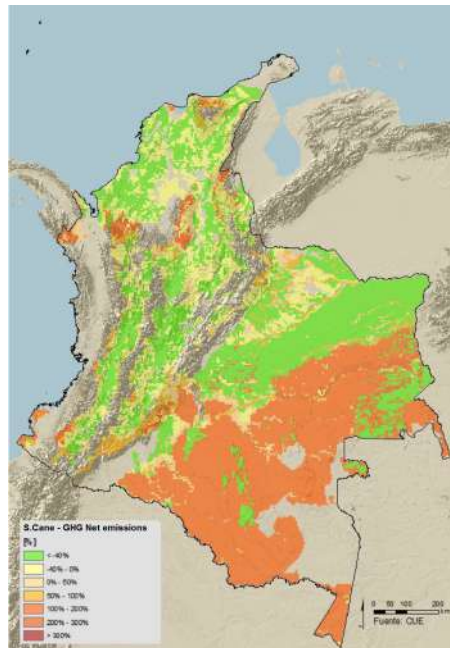 S.Cane - GHG Net emissions
[%]
< -40%
-40% - 0%
0% - 50%
50% - 100%
100% - 200%
200% - 300%
> 300%
0 50 100 200
Fuente: CUE